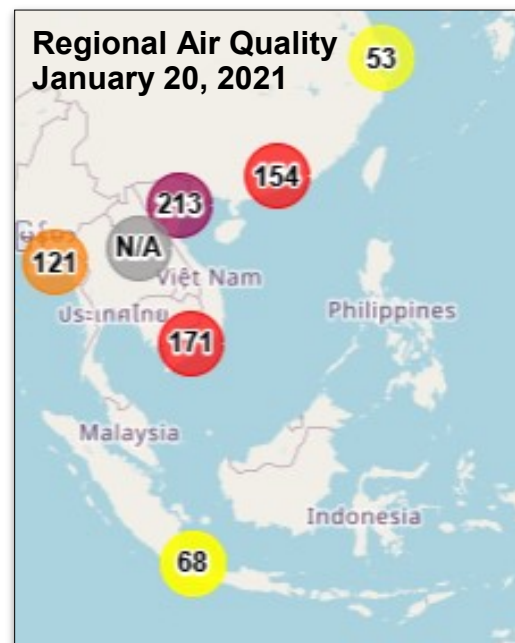 Regional Air Quality
January 20, 2021
53
154
213
N/A
121
Việt Nam
ประเทศไทย
Philippines
171
Malaysia
Indonesia
68